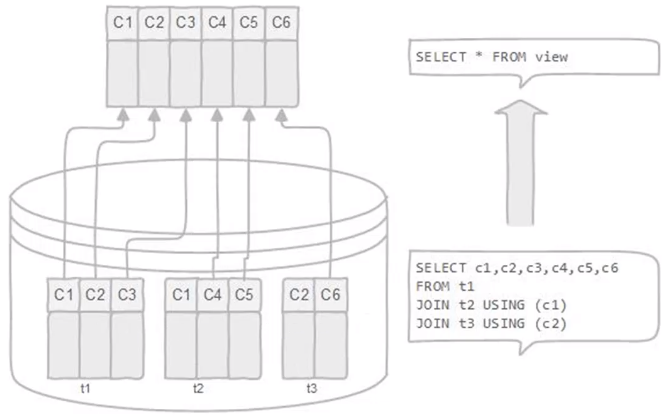 C1 C2 C3 C4 C5 C6
SELECT * FROM view
SELECT c1,c2,c3,c4,c5,c6
FROM t1
JOIN t2 USING (c1)
JOIN t3 USING (c2)
C1 C2 C3
C1 C4 C5
C2 C6
t1
t2
t3